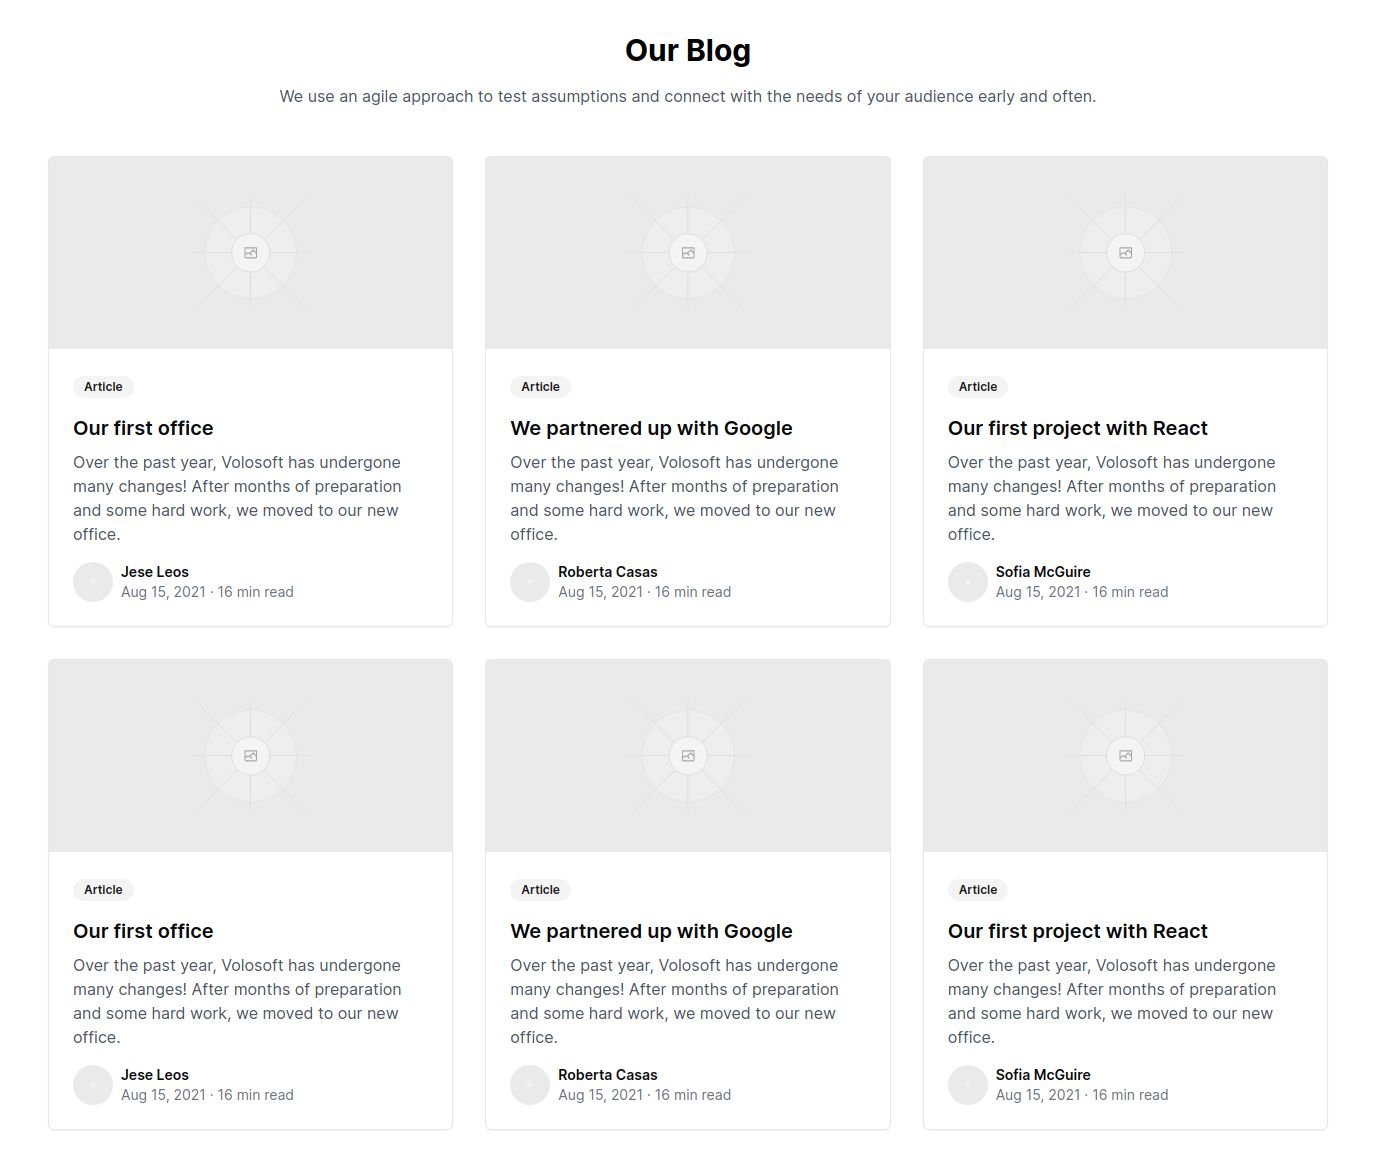 Our Blog
We use an agile approach to test assumptions and connect with the needs of your audience early and often.
Article
Our first office
Over the past year, Volosoft has undergone
many changes! After months of preparation
and some hard work, we moved to our new
office.
Jese Leos
Aug 15, 2021 · 16 min read
Article
We partnered up with Google
Over the past year, Volosoft has undergone
many changes! After months of preparation
and some hard work, we moved to our new
office.
Roberta Casas
Aug 15, 2021 · 16 min read
Article
Our first project with React
Over the past year, Volosoft has undergone
many changes! After months of preparation
and some hard work, we moved to our new
office.
Sofia McGuire
Aug 15, 2021 · 16 min read
Article
Our first office
Over the past year, Volosoft has undergone
many changes! After months of preparation
and some hard work, we moved to our new
office.
Jese Leos
Aug 15, 2021 · 16 min read
Article
We partnered up with Google
Over the past year, Volosoft has undergone
many changes! After months of preparation
and some hard work, we moved to our new
office.
Roberta Casas
Aug 15, 2021 · 16 min read
Article
Our first project with React
Over the past year, Volosoft has undergone
many changes! After months of preparation
and some hard work, we moved to our new
office.
Sofia McGuire
Aug 15, 2021 · 16 min read